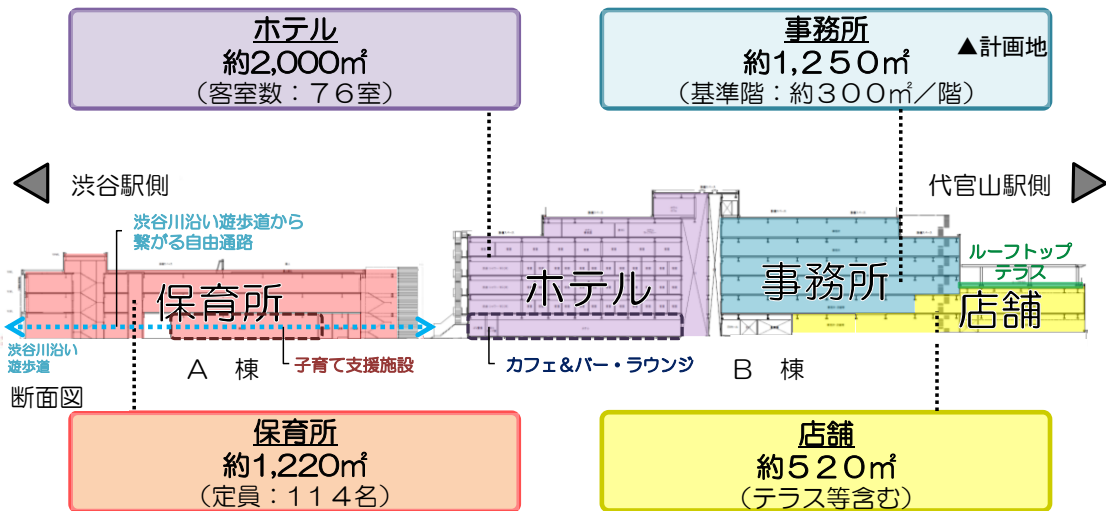 ホテル
約2,000㎡
（客室数：７６室）
事務所
約1,２５０㎡
（基準階：約３００㎡／階）
▲計画地
渋谷駅側
代官山駅側
渋谷川沿い遊歩道から
繋がる自由通路
ルーフトップ
テラス
保育所
ホテル
事務所
店舗
渋谷川沿い
遊歩道
A 棟
子育て支援施設
カフェ＆バー・ラウンジ
B 棟
断面図
保育所
約1,220㎡
（定員：１１４名）
店舗
約５２０㎡
（テラス等含む）